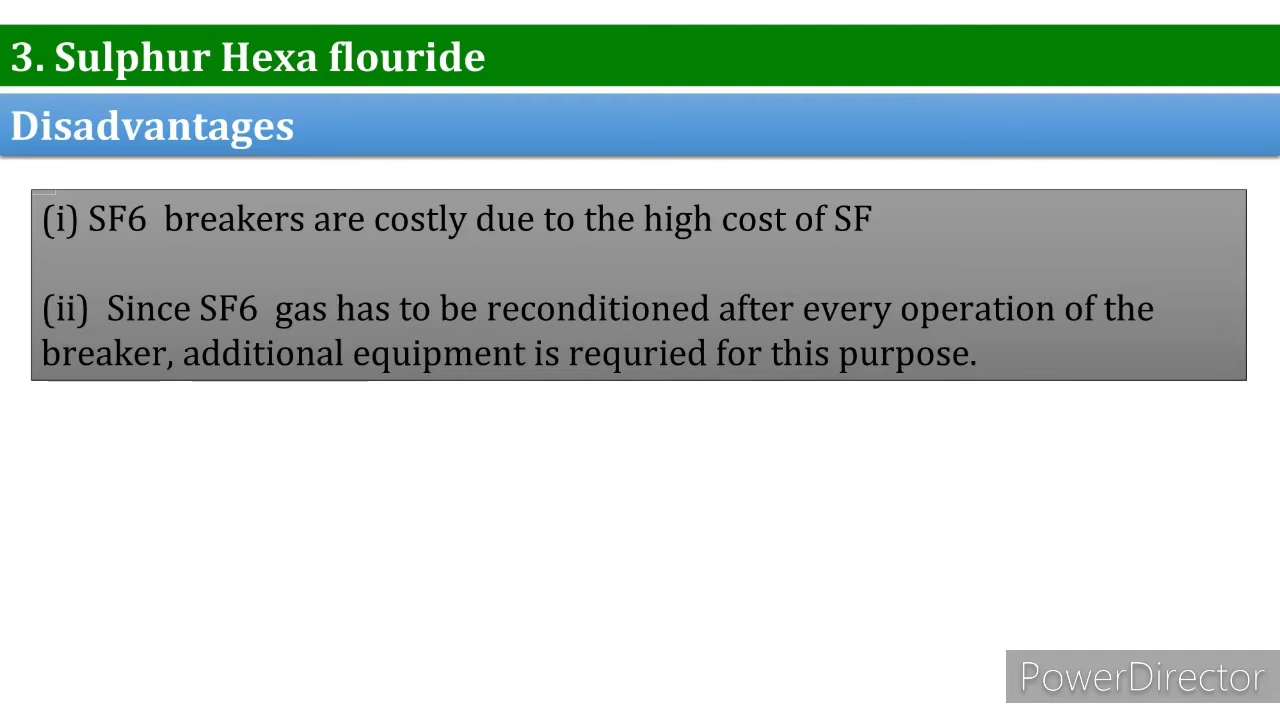 3. Sulphur Hexa flouride
Disadvantages
(i) SF6  breakers are costly due to the high cost of SF
(ii)  Since SF6  gas has to be reconditioned after every operation of the
breaker, additional equipment is requried for this purpose.
PowerDirector